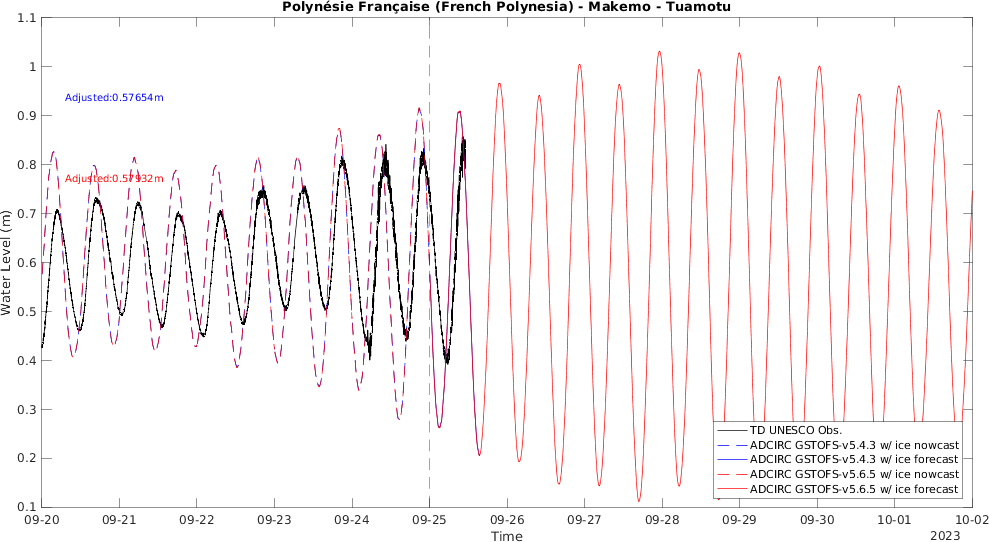 Polynésie Française (French Polynesia) - Makemo - Tuamotu
1.1
1
0.9
0.8
0.7
0.6
0.5
0.4
0.3
0.2
0.1
Water Level (m)
Adjusted:0.57654m
Adjusted:0.57932m
TD UNESCO Obs.
ADCIRC GSTOFS-v5.4.3 w/ ice nowcast
ADCIRC GSTOFS-v5.4.3 w/ ice forecast
ADCIRC GSTOFS-v5.6.5 w/ ice nowcast
ADCIRC GSTOFS-v5.6.5 w/ ice forecast
09-20 09-21 09-22 09-23 09-24 09-25 09-26 09-27 09-28 09-29 09-30 10-01 10-02
Time
2023